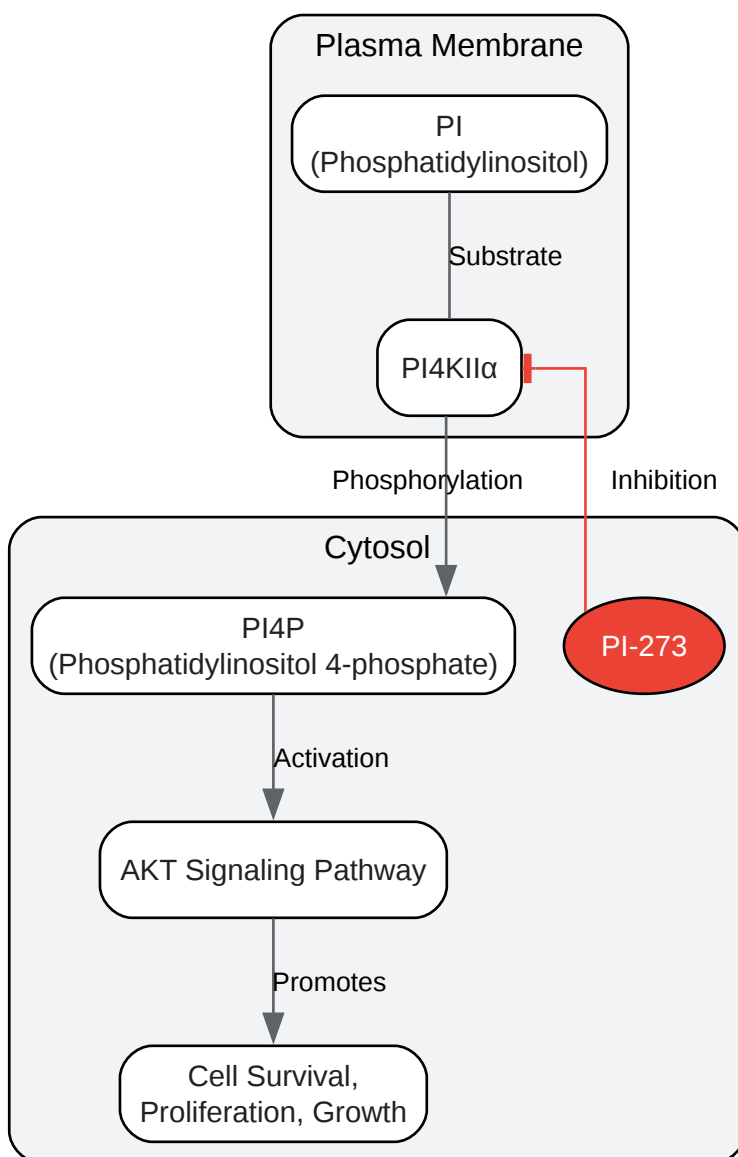 Plasma Membrane
PI
(Phosphatidylinositol)
Substrate
PI4KIIα
Phosphorylation
Inhibition
Cytosol
PI4P
(Phosphatidylinositol 4-phosphate)
PI-273
Activation
AKT Signaling Pathway
Promotes
Cell Survival,
Proliferation, Growth